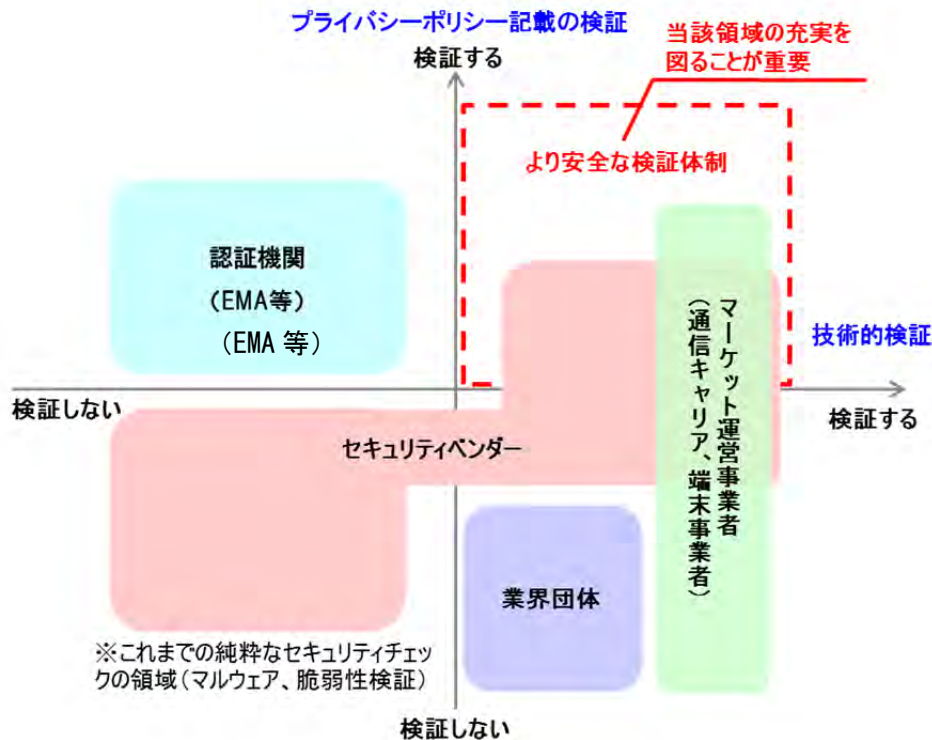 プライバシーポリシー記載の検証
検証する
当該領域の充実を
図ることが重要
より安全な検証体制
認証機関
（EMA等）
（EMA 等）
技術的検証
検証しない
検証する
セキュリティベンダー
マーケット運営事業者
（通信キャリア、端末事業者）
業界団体
※これまでの純粋なセキュリティチェッ
クの領域（マルウェア、脆弱性検証）
検証しない